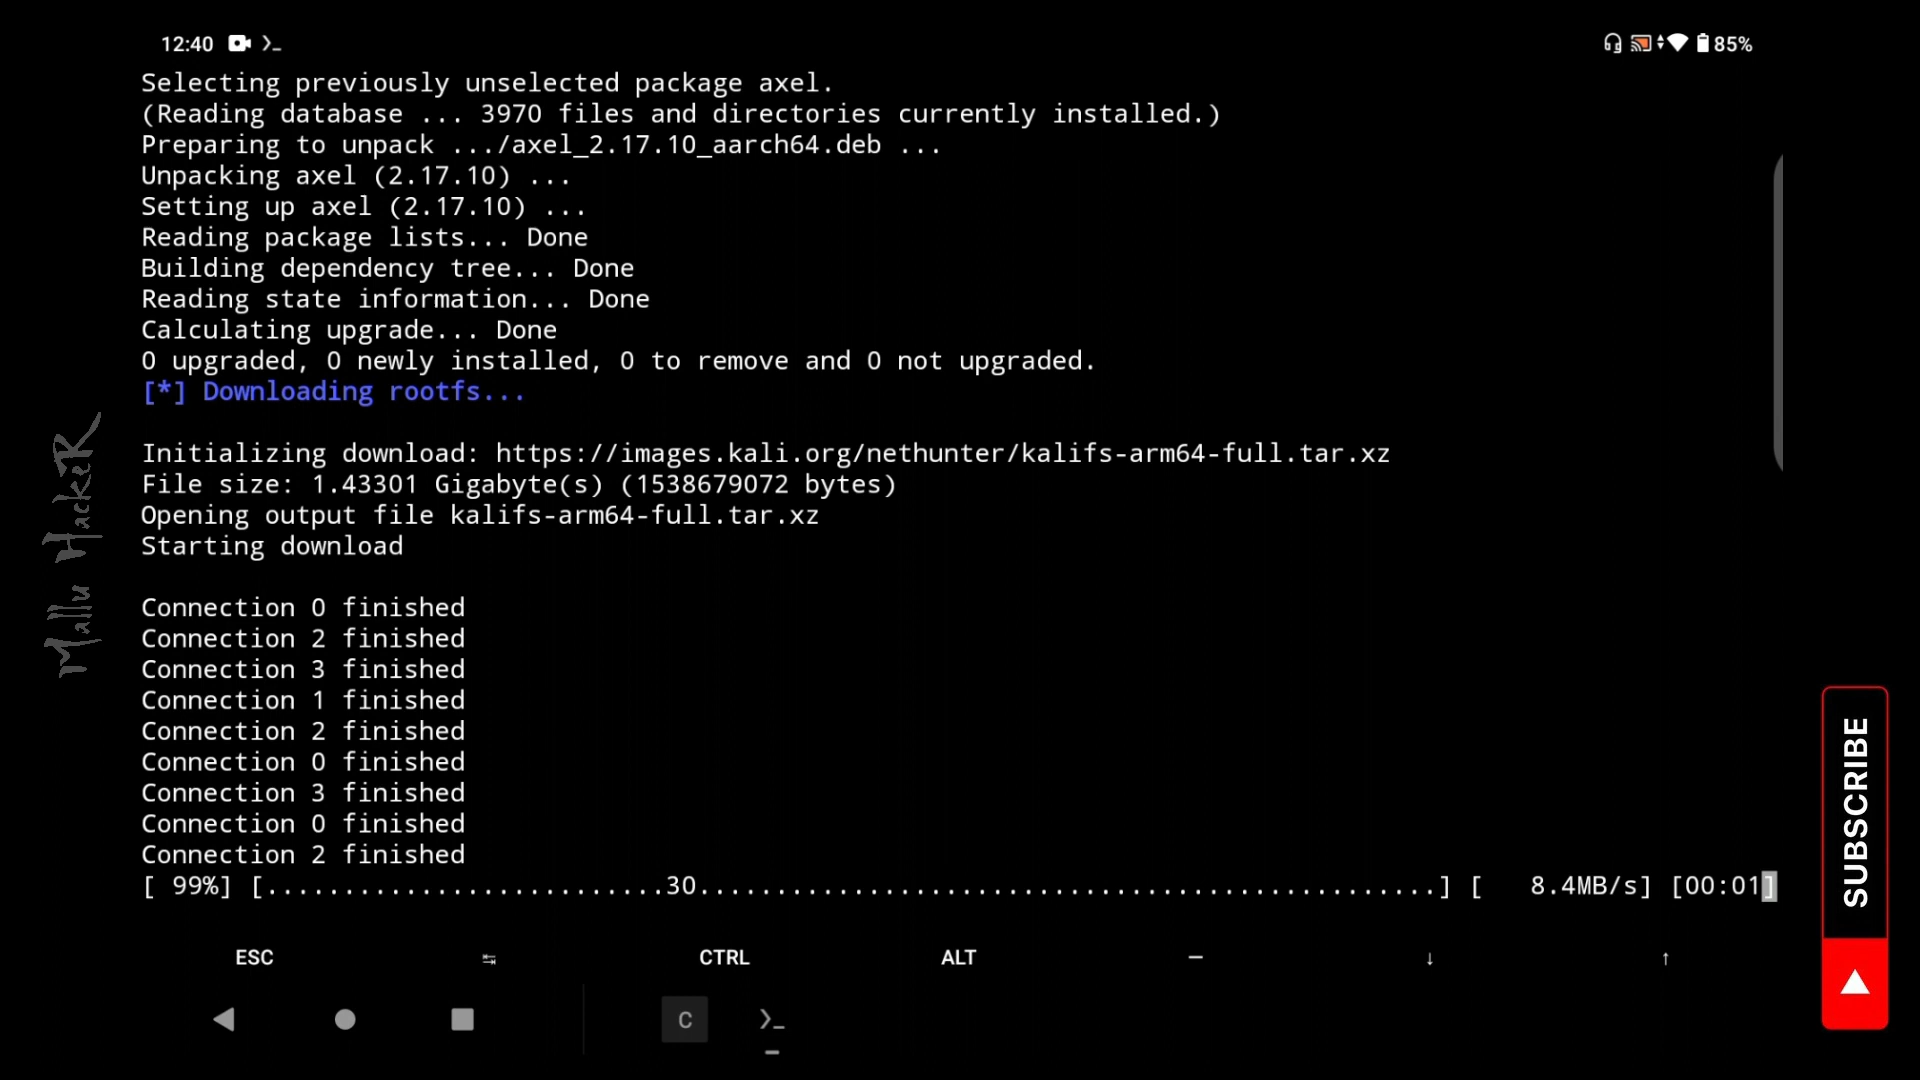 12:40
85%
Selecting previously unselected package axel.
(Reading database ... 3970 files and directories currently installed.)
Preparing to unpack .../axel_2.17.10_aarch64.deb ...
Unpacking axel (2.17.10) ...
Setting up axel (2.17.10) ...
Reading package lists... Done
Building dependency tree... Done
Reading state information... Done
Calculating upgrade... Done
0 upgraded, 0 newly installed, 0 to remove and 0 not upgraded.
[*] Downloading rootfs...
Initializing download: https://images.kali.org/nethunter/kalifs-arm64-full.tar.xz
File size: 1.43301 Gigabyte(s) (1538679072 bytes)
Opening output file kalifs-arm64-full.tar.xz
Starting download
Connection 0 finished
Connection 2 finished
Connection 3 finished
Connection 1 finished
Connection 2 finished
Connection 0 finished
Connection 3 finished
Connection 0 finished
Connection 2 finished
[ 99%] [..........................30................................................] [   8.4MB/s] [00:01]
ESC ↹ CTRL ALT — ↓ ↑
C >_
Mallu HackeR
SUBSCRIBE